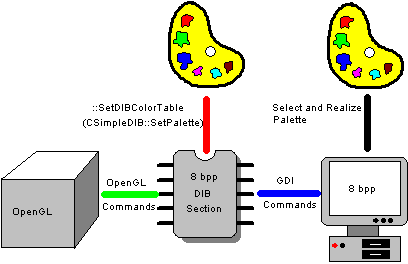 ::SetDIBColorTable
(CSimpleDIB::SetPalette)
Select and Realize
Palette
OpenGL
OpenGL
Commands
8 bpp
DIB
Section
GDI
Commands
8 bpp